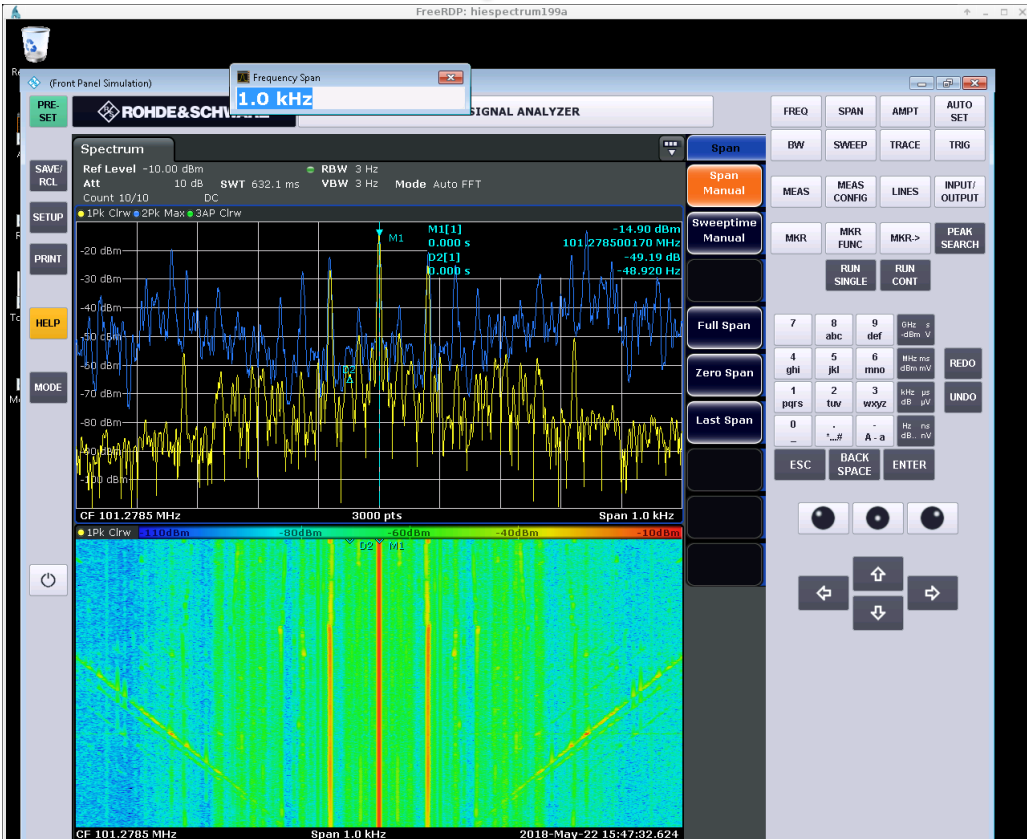 FreeRDP: hiespectrum199a
(Front Panel Simulation)
Frequency Span
1.0 kHz
PRE-
SET
ROHDE&SCHW
SIGNAL ANALYZER
SAVE/
RCL
SETUP
PRINT
HELP
MODE
Spectrum
Ref Level -10.00 dBm RBW 3 Hz
Att 10 dB SWT 632.1 ms VBW 3 Hz Mode Auto FFT
Count 10/10 DC
1Pk Clrw 2Pk Max 3AP Clrw
M1[1] -14.90 dBm
0.000 s 101.278500170 MHz
D2[1] -49.19 dB
0.000 s -48.920 Hz
M1
D2
-20 dBm
-30 dBm
-40 dBm
-50 dBm
-60 dBm
-70 dBm
-80 dBm
-90 dBm
-100 dBm
CF 101.2785 MHz 3000 pts Span 1.0 kHz
1Pk Clrw -110dBm -80dBm -60dBm -40dBm -10dBm
D2 M1
CF 101.2785 MHz Span 1.0 kHz 2018-May-22 15:47:32.624
Span
Span
Manual
Sweeptime
Manual
Full Span
Zero Span
Last Span
FREQ SPAN AMPT AUTO
SET
BW SWEEP TRACE TRIG
MEAS MEAS
CONFIG LINES INPUT/
OUTPUT
MKR MKR
FUNC MKR-> PEAK
SEARCH
RUN
SINGLE RUN
CONT
7 8
abc 9
def GHz s
-dBm V
4
ghi 5
jkl 6
mno MHz ms
dBm mV REDO
1
pqrs 2
tuv 3
wxyz kHz µs
dB µV UNDO
0
_ .
*...# -
A - a Hz ns
dB.. nV
ESC BACK
SPACE ENTER